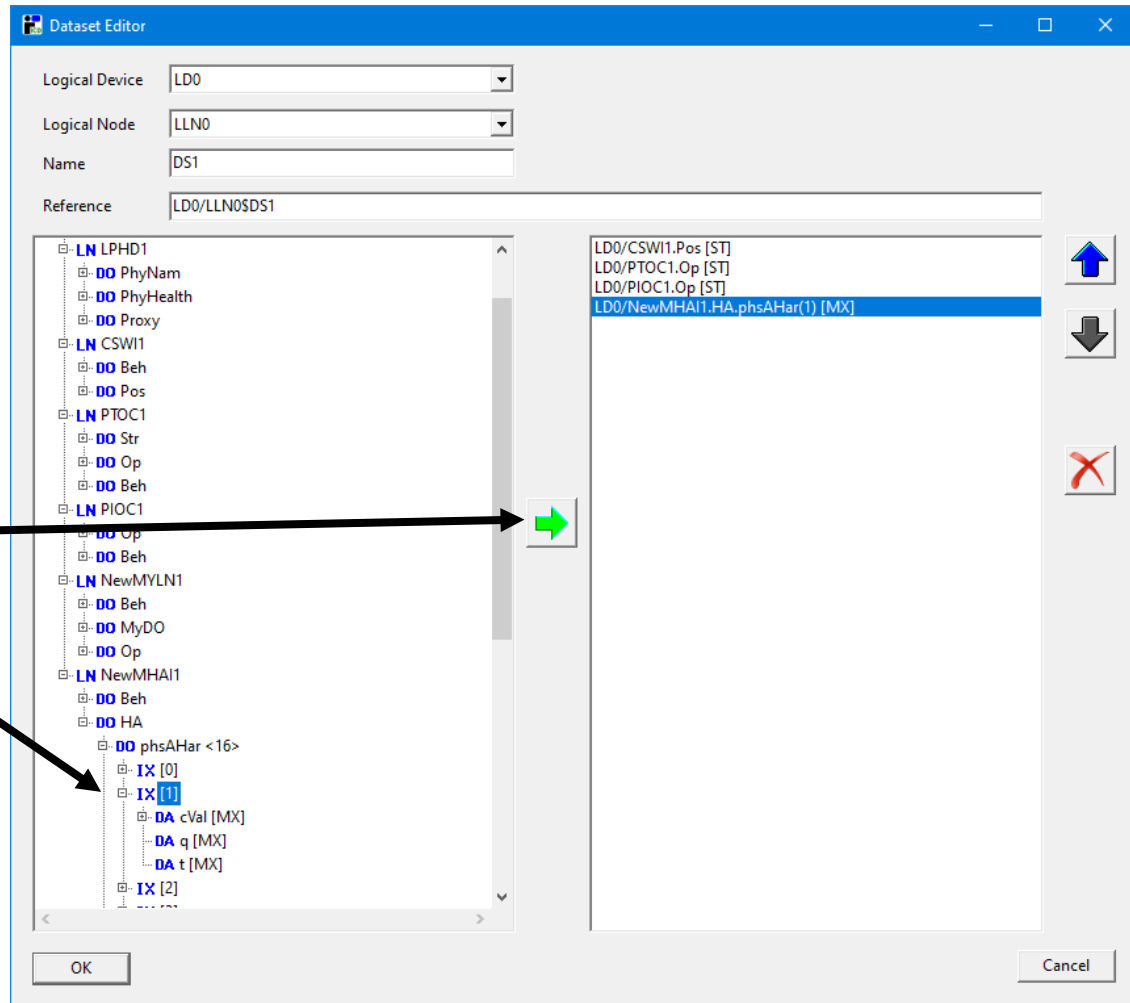 Dataset Editor
Logical Device LD0
Logical Node LLN0
Name DS1
Reference LD0/LLN0$DS1
LN LPHD1
DO PhyNam
DO PhyHealth
DO Proxy
LN CSWI1
DO Beh
DO Pos
LN PTOC1
DO Str
DO Op
DO Beh
LN PIOC1
DO Op
DO Beh
LN NewMYLN1
DO Beh
DO MyDO
DO Op
LN NewMHAI1
DO Beh
DO HA
DO phsAHar <16>
IX [0]
IX [1]
DA cVal [MX]
DA q [MX]
DA t [MX]
IX [2]
LD0/CSWI1.Pos [ST]
LD0/PTOC1.Op [ST]
LD0/PIOC1.Op [ST]
LD0/NewMHAI1.HA.phsAHar(1) [MX]
OK
Cancel